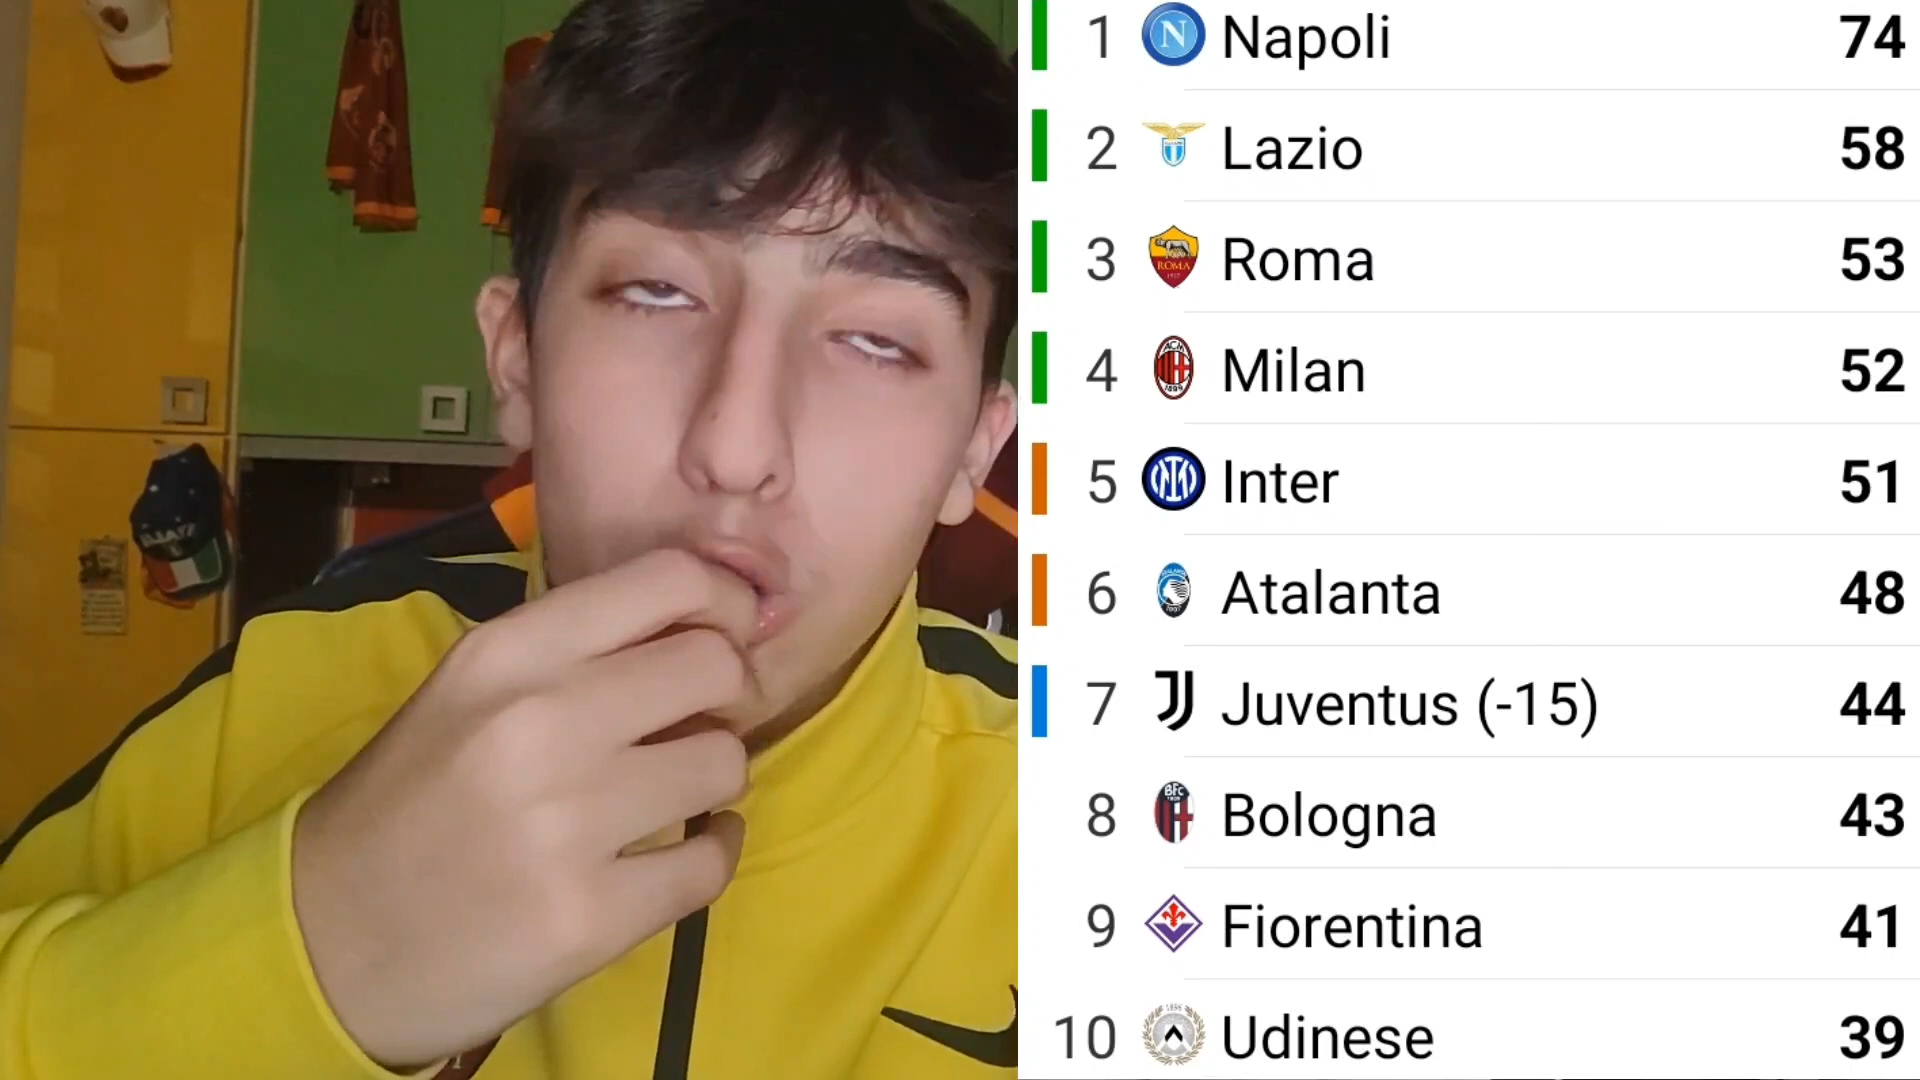 1 Napoli 74
2 Lazio 58
3 Roma 53
4 Milan 52
5 Inter 51
6 Atalanta 48
7 Juventus (-15) 44
8 Bologna 43
9 Fiorentina 41
10 Udinese 39